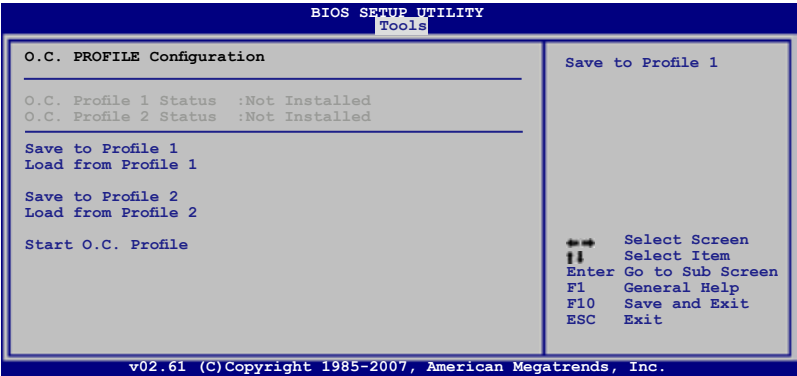 BIOS SETUP UTILITY
Tools
O.C. PROFILE Configuration
O.C. Profile 1 Status :Not Installed
O.C. Profile 2 Status :Not Installed
Save to Profile 1
Load from Profile 1
Save to Profile 2
Load from Profile 2
Start O.C. Profile
Save to Profile 1
←→ Select Screen
↑↓ Select Item
Enter Go to Sub Screen
F1 General Help
F10 Save and Exit
ESC Exit
v02.61 (C)Copyright 1985-2007, American Megatrends, Inc.